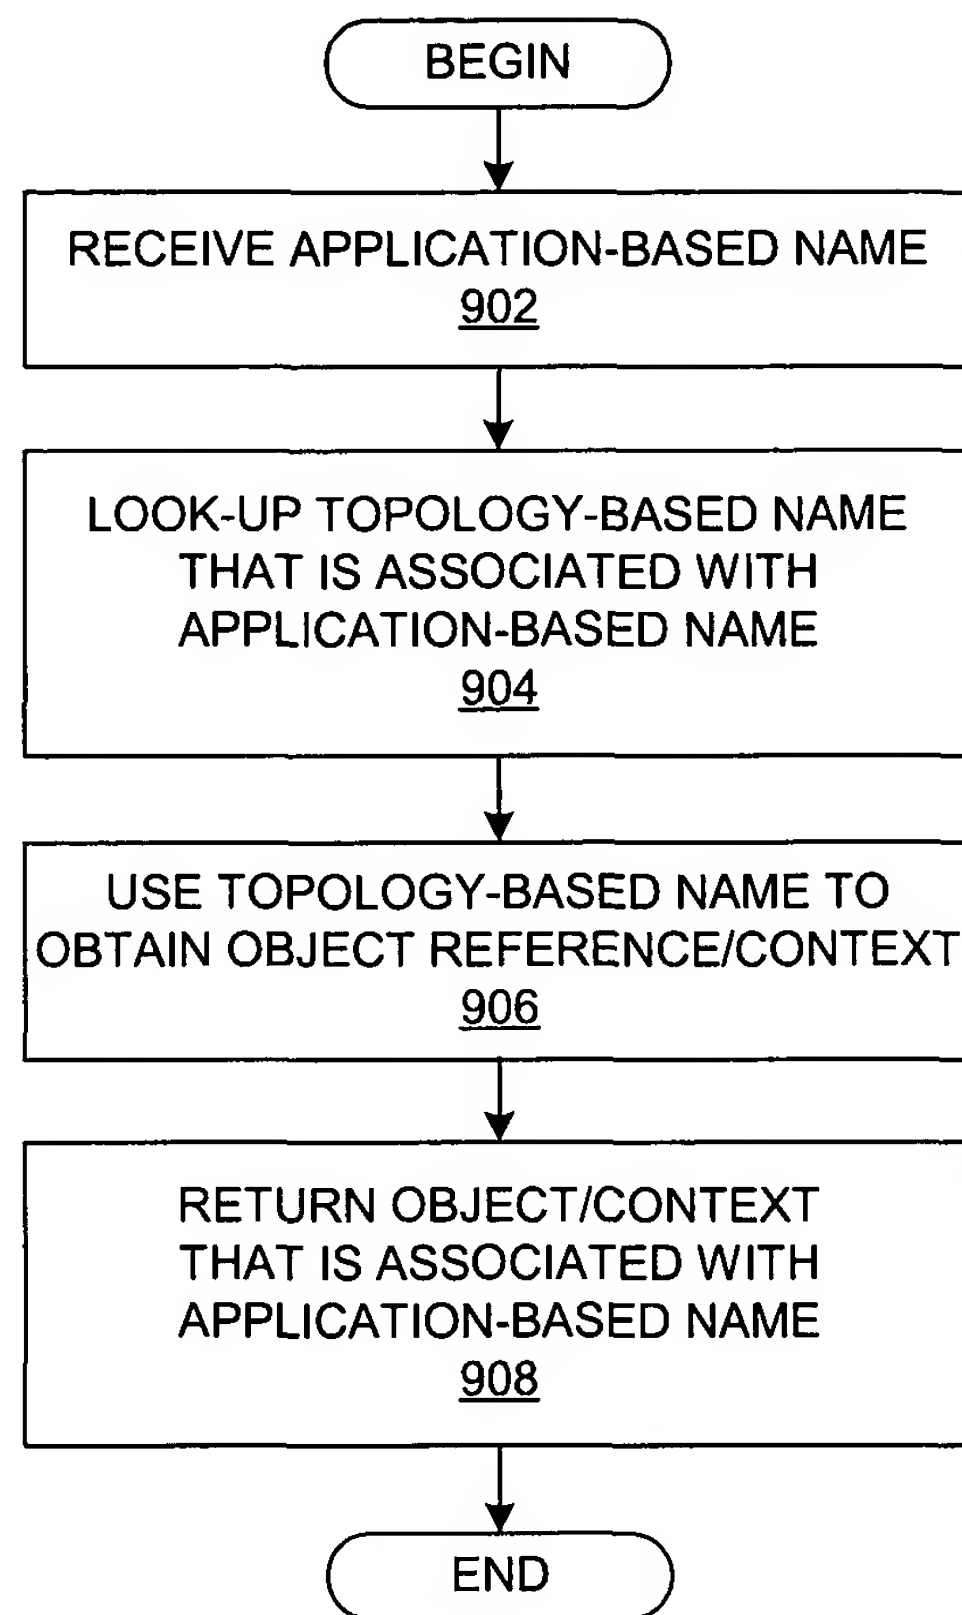 BEGIN
RECEIVE APPLICATION-BASED NAME
902
LOOK-UP TOPOLOGY-BASED NAME
THAT IS ASSOCIATED WITH
APPLICATION-BASED NAME
904
USE TOPOLOGY-BASED NAME TO
OBTAIN OBJECT REFERENCE/CONTEXT
906
RETURN OBJECT/CONTEXT
THAT IS ASSOCIATED WITH
APPLICATION-BASED NAME
908
END